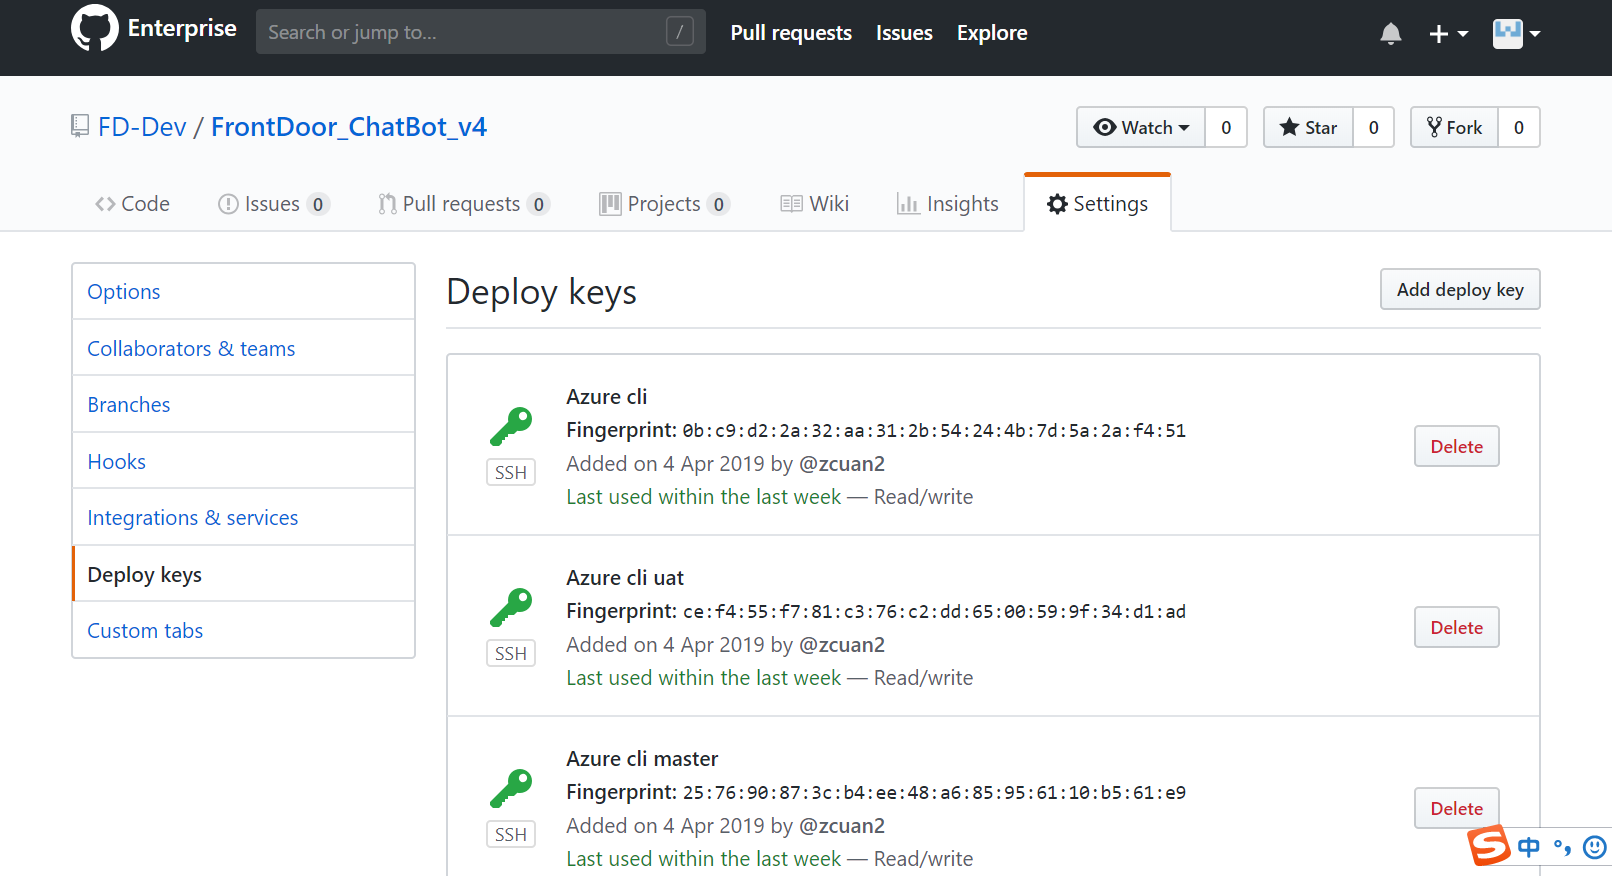 Enterprise
Search or jump to...
/
Pull requests
Issues
Explore
FD-Dev / FrontDoor_ChatBot_v4
Watch 0
Star 0
Fork 0
Code
Issues 0
Pull requests 0
Projects 0
Wiki
Insights
Settings
Options
Collaborators & teams
Branches
Hooks
Integrations & services
Deploy keys
Custom tabs
Deploy keys
Add deploy key
Azure cli
Fingerprint: 0b:c9:d2:2a:32:aa:31:2b:54:24:4b:7d:5a:2a:f4:51
SSH
Added on 4 Apr 2019 by @zcuan2
Last used within the last week — Read/write
Delete
Azure cli uat
Fingerprint: ce:f4:55:f7:81:c3:76:c2:dd:65:00:59:9f:34:d1:ad
SSH
Added on 4 Apr 2019 by @zcuan2
Last used within the last week — Read/write
Delete
Azure cli master
Fingerprint: 25:76:90:87:3c:b4:ee:48:a6:85:95:61:10:b5:61:e9
SSH
Added on 4 Apr 2019 by @zcuan2
Last used within the last week — Read/write
Delete
S 中 °,